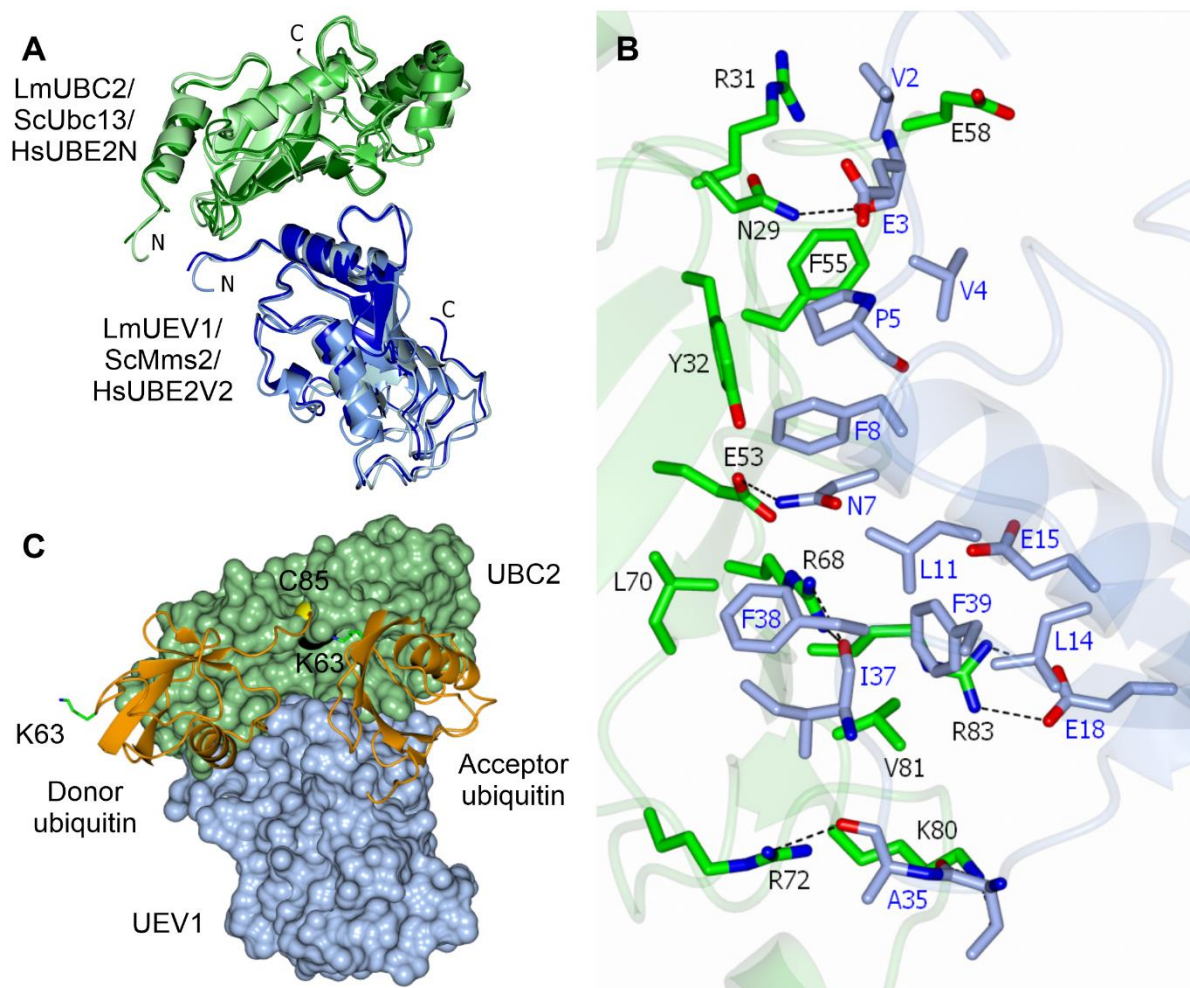 A
C
LmUBC2/
ScUbc13/
HsUBE2N
N
N
C
LmUEV1/
ScMms2/
HsUBE2V2
B
R31
V2
E58
N29
E3
F55
V4
P5
Y32
F8
E53
N7
E15
R68
L11
L70
F38
F39
L14
I37
R83
E18
V81
K80
R72
A35
C
UBC2
C85
K63
K63
Donor
ubiquitin
Acceptor
ubiquitin
UEV1